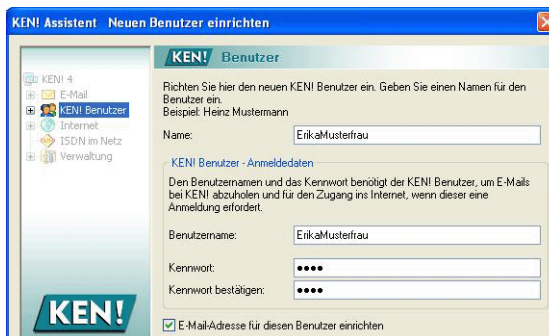 KEN! Assistent Neuen Benutzer einrichten
KEN! Benutzer
KEN! 4
E-Mail
KEN! Benutzer
Internet
ISDN im Netz
Verwaltung
Richten Sie hier den neuen KEN! Benutzer ein. Geben Sie einen Namen für den
Benutzer ein.
Beispiel: Heinz Mustermann
Name: ErikaMusterfrau
KEN! Benutzer - Anmeldedaten
Den Benutzernamen und das Kennwort benötigt der KEN! Benutzer, um E-Mails
bei KEN! abzuholen und für den Zugang ins Internet, wenn dieser eine
Anmeldung erfordert.
Benutzername: ErikaMusterfrau
Kennwort: ●●●●
Kennwort bestätigen: ●●●●
E-Mail-Adresse für diesen Benutzer einrichten
KEN!